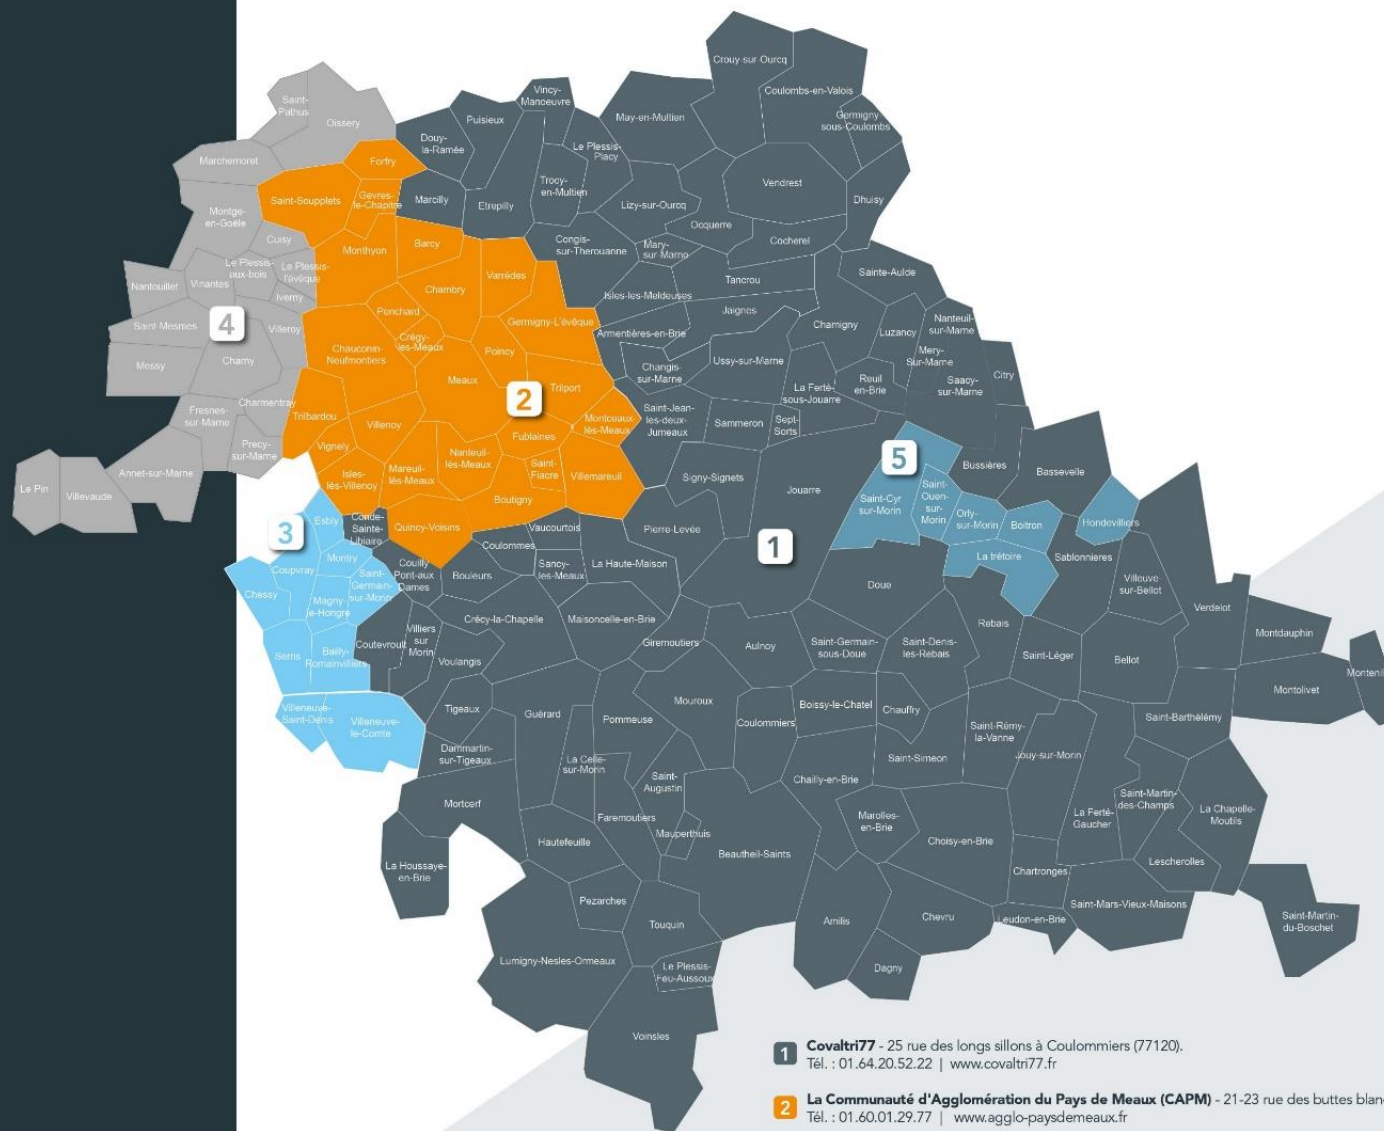 Crouy-sur-Ourcq
Coulombs-en-Valois
Germigny
sous-Coulombs
Vincy-
Manoeuvre
May-en-Multien
Saint-
Pathus
Oissery
Puisieux
Douy-
la-Ramée
Le Plessis-
Placy
Marchemoret
Forfry
Trocy-
en-Multien
Vendrest
Dhuisy
Saint-Soupplets
Gevres-
le-Chapitre
Marcilly
Etrepilly
Lizy-sur-Ourcq
Ocquerre
Cocherel
Montge-
en-Goële
Cuisy
Monthyon
Barcy
Congis-
sur-Therouanne
Mary-
sur-Marne
Tancrou
Sainte-Aulde
Le Plessis-
aux-bois
Le Plessis-
l'évêque
Nantouillet
Vinantes
Iverny
Varrèdes
Chambry
Isles-les-Meldeuses
Jaignes
Chamigny
Luzancy
Nanteuil-
sur-Marne
Saint-Mesmes
4
Villeroy
Penchard
Germigny-L'évêque
Armentières-en-Brie
Crégy-
les-Meaux
Poincy
Chauconin-
Neufmontiers
Messy
Charny
Meaux
2
Trilport
Changis-
sur-Marne
Ussy-sur-Marne
La Ferté-
sous-Jouarre
Reuil
en-Brie
Mery-
Sur-Marne
Saacy-
sur-Marne
Citry
Charmentray
Fresnes-
sur-Marne
Trilbardou
Villenoy
Montceaux-
lès-Meaux
Saint-Jean-
les-deux-
Jumeaux
Sammeron
Sept-
Sorts
Precy-
sur-Marne
Vignely
Fublaines
Nanteuil-
lès-Meaux
Saint-
Fiacre
Villemareuil
Signy-Signets
Jouarre
5
Bussières
Bassevelle
Annet-sur-Marne
Le Pin
Villevaude
Isles-
lès-Villenoy
Mareuil-
lès-Meaux
Boutigny
Saint-Cyr
sur-Morin
Saint-
Ouen-
sur-
Morin
Orly-
sur-Morin
Boitron
Hondevilliers
3
Esbly
Conde-
Sainte-
Libiaire
Quincy-Voisins
Vaucourtois
Pierre-Levée
1
La trétoire
Sablonnieres
Coupvray
Montry
Couilly
Pont-aux
Dames
Coulommes
Bouleurs
Sancy-
les-Meaux
La Haute-Maison
Doue
Villeuve-
sur-Bellot
Chessy
Magny-
le-Hongre
Saint-
Germain-
sur-Morin
Crécy-la-Chapelle
Maisoncelle-en-Brie
Rebais
Verdelot
Montdauphin
Serris
Bailly-
Romainvilliers
Coutevroult
Villiers
sur
Morin
Voulangis
Giremoutiers
Aulnoy
Saint-Germain-
sous-Doue
Saint-Denis-
les-Rebais
Saint-Léger
Bellot
Montolivet
Villeneuve-
Saint-Denis
Villeneuve-
le-Comte
Tigeaux
Guérard
Pommeuse
Mouroux
Coulommiers
Boissy-le-Chatel
Chauffry
Saint-Rémy-
la-Vanne
Saint-Barthélémy
Dammartin-
sur-Tigeaux
La Celle-
sur-Morin
Saint-
Augustin
Chailly-en-Brie
Saint-Simeon
Jouy-sur-Morin
Mortcerf
Faremoutiers
Mauperthuis
Marolles-
en-Brie
La Ferté-
Gaucher
Saint-Martin-
des-Champs
La Chapelle-
Moutils
La Houssaye-
en-Brie
Hautefeuille
Beautheil-Saints
Choisy-en-Brie
Chartronges
Lescherolles
Pezarches
Touquin
Amilis
Chevru
Leudon-en-Brie
Saint-Mars-Vieux-Maisons
Saint-Martin-
du-Boschet
Lumigny-Nesles-Ormeaux
Le Plessis-
Feu-Aussoux
Dagny
Voinsles
1 Covaltri77 - 25 rue des longs sillons à Coulommiers (77120).
Tél. : 01.64.20.52.22 | www.covaltri77.fr
2 La Communauté d'Agglomération du Pays de Meaux (CAPM) - 21-23 rue des buttes
Tél. : 01.60.01.29.77 | www.agglo-paysdemeaux.fr